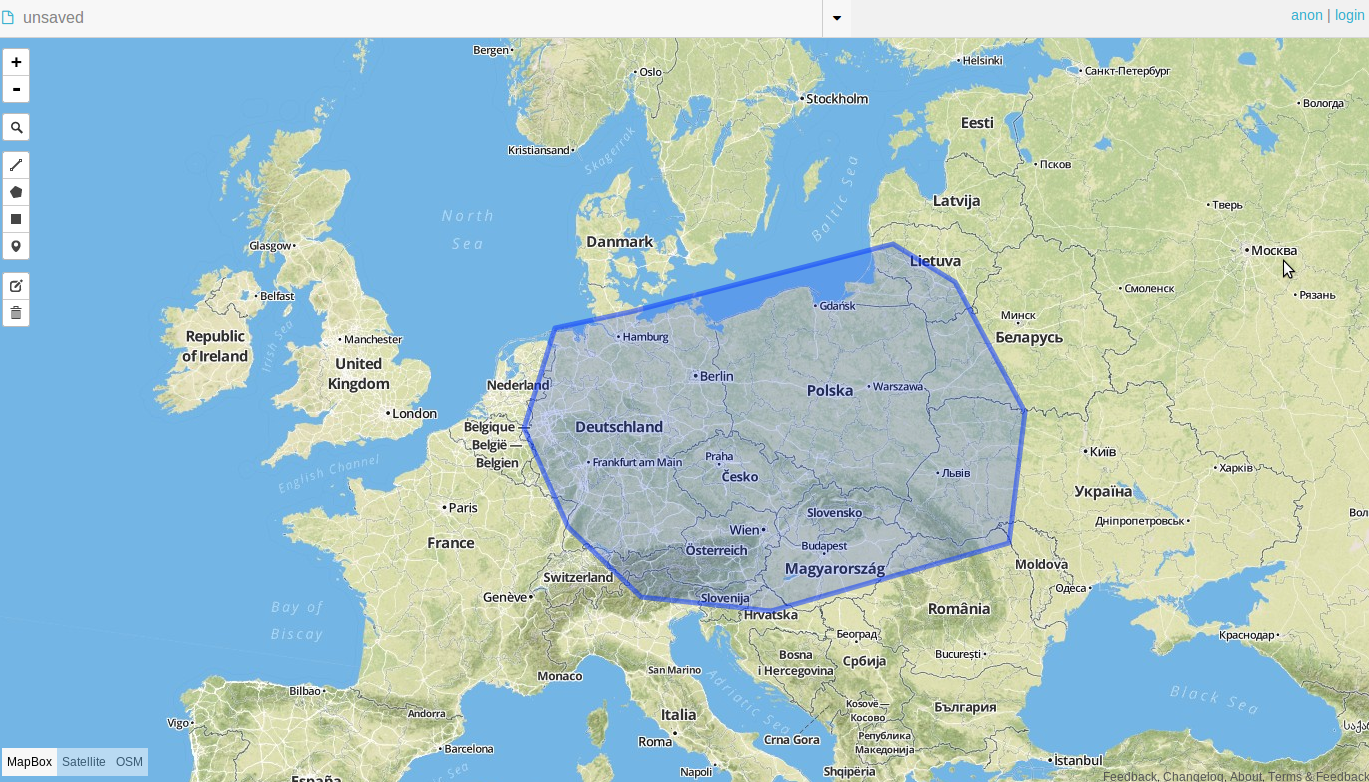 unsaved
anon | login
Bergen
Oslo
Helsinki
Санкт-Петербург
Stockholm
Вологда
Eesti
Kristiansand
Skagerrak
Псков
Baltic Sea
Latvija
Тверь
North
Sea
Glasgow
Danmark
Москва
Lietuva
Смоленск
Рязань
Belfast
Gdańsk
Минск
Republic
of Ireland
Irish Sea
Manchester
Hamburg
Беларусь
United
Kingdom
Nederland
Berlin
Polska
Warszawa
London
Belgique —
België —
Belgien
Deutschland
Київ
English Channel
Frankfurt am Main
Praha
Česko
Львів
Харків
Україна
Paris
Slovensko
Дніпропетровськ
Вол
France
Wien
Österreich
Budapest
Magyarország
Moldova
Switzerland
Одеса
Genève
Slovenija
Bay of
Biscay
Hrvatska
România
Београд
Краснодар
Bosna
i Hercegovina
Србија
București
San Marino
Monaco
Adriatic Sea
Black Sea
Bilbao
Vigo
Andorra
Kosovë —
Косово
България
Italia
Roma
Crna Gora
Република
Македонија
Barcelona
İstanbul
Napoli
Shqipëria
España
MapBox
Satellite
OSM
Feedback, Changelog, About, Terms & Feedback